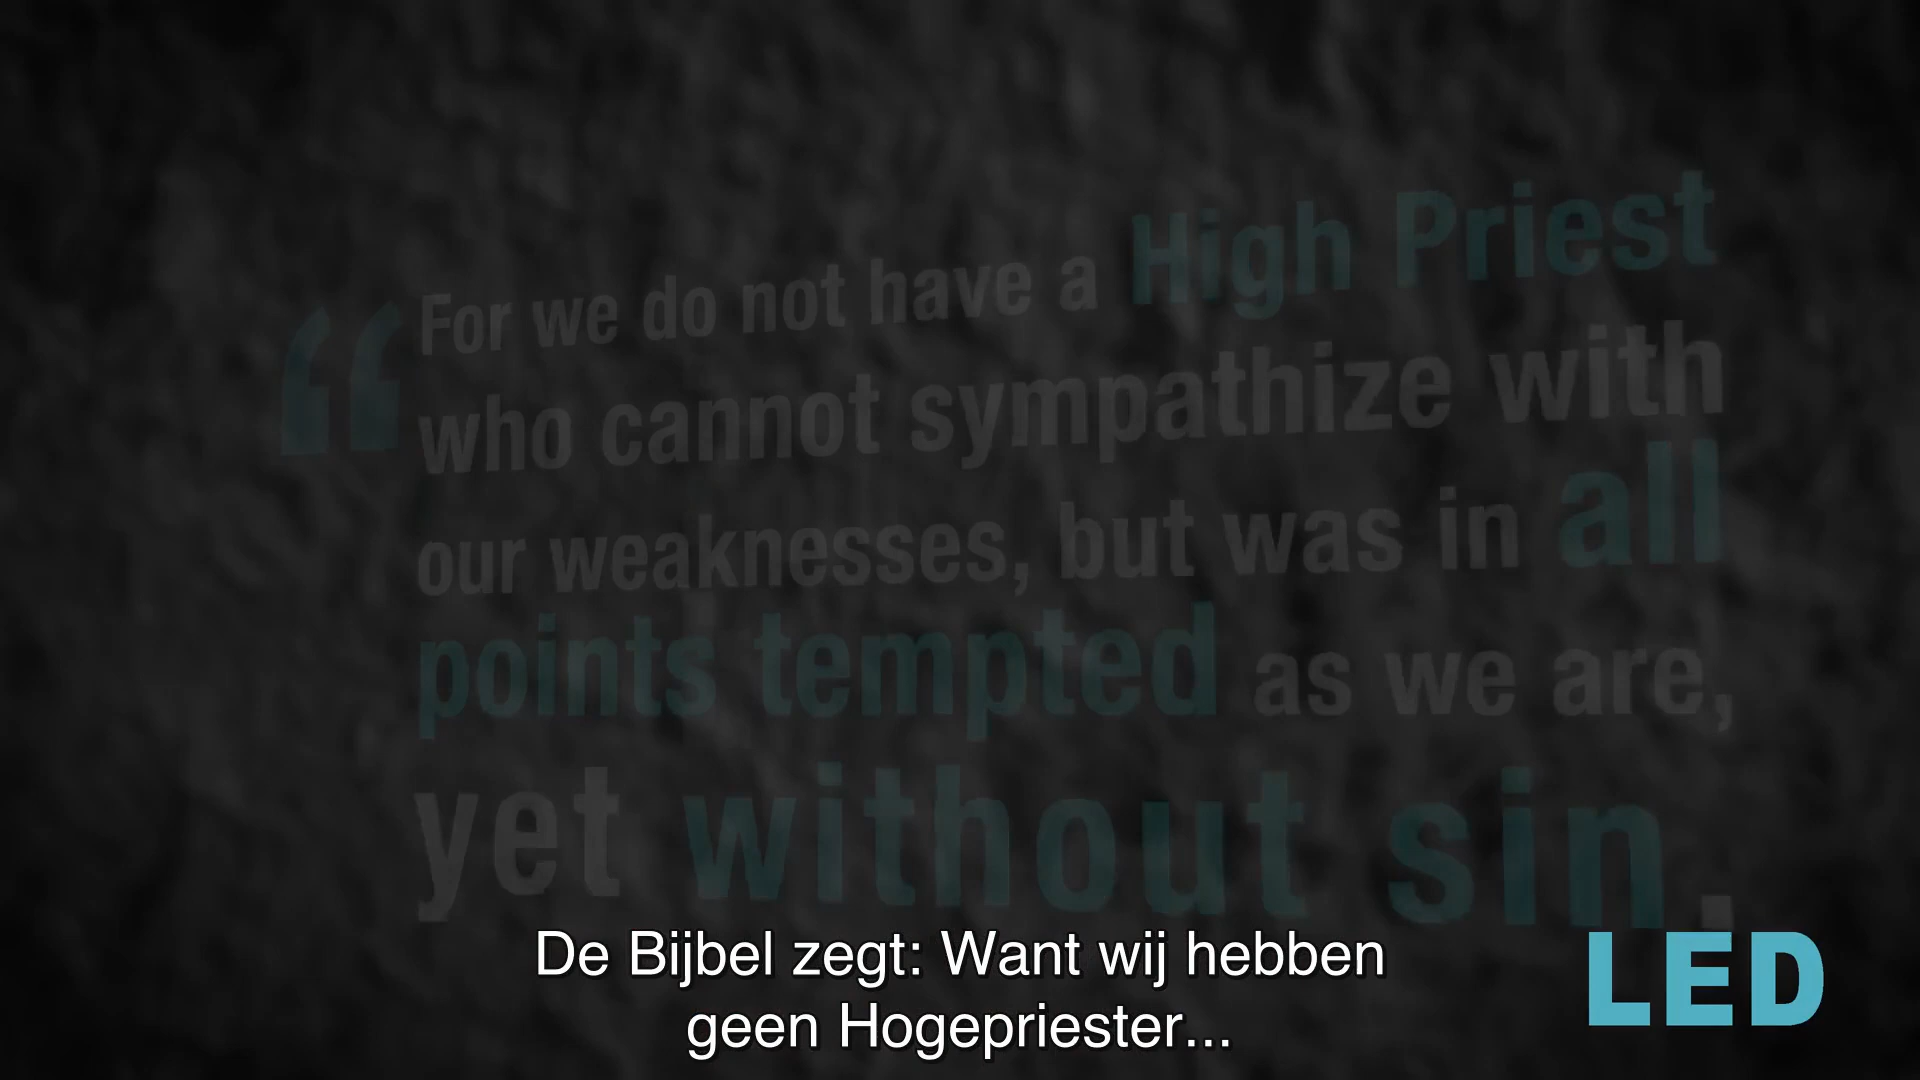 “For we do not have a High Priest
who cannot sympathize with
our weaknesses, but was in all
points tempted as we are,
yet without sin.
De Bijbel zegt: Want wij hebben
geen Hogepriester...
LED